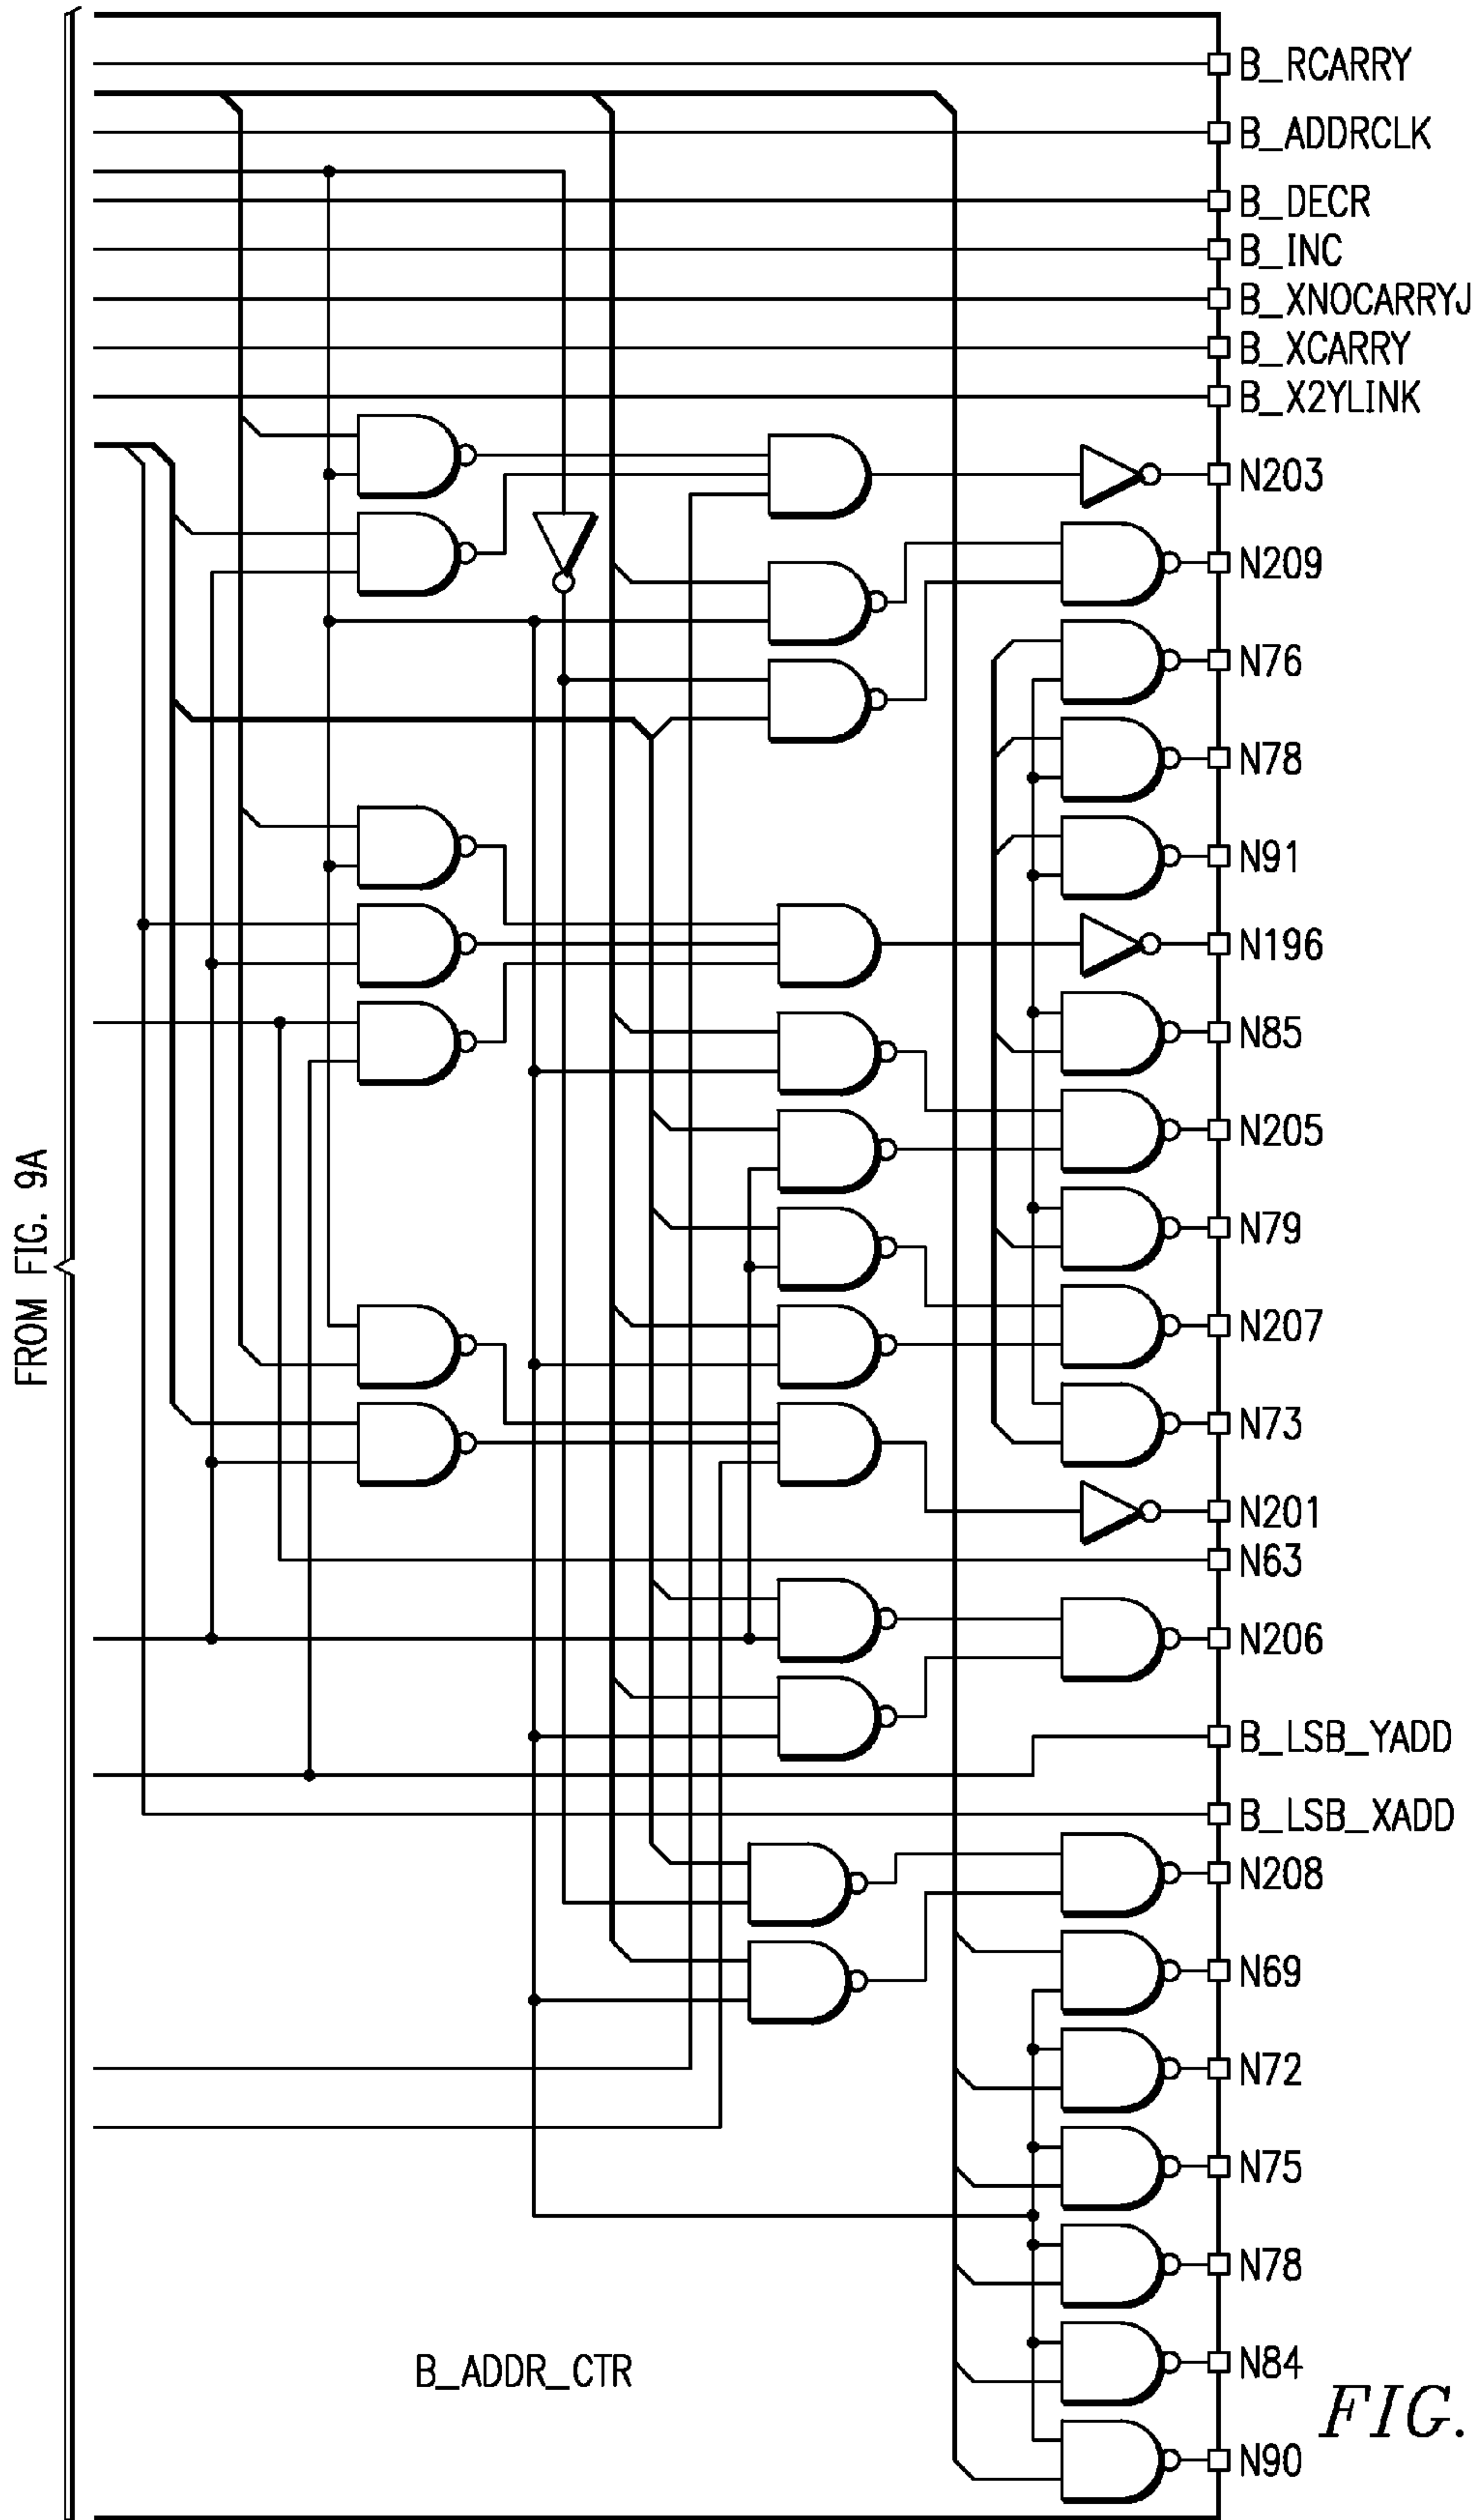 B_RCARRY
B_ADDRCLK
B_DECR
B_INC
B_XNOCARRYJ
B_XCARRY
B_X2YLINK
N203
N209
N76
N78
N91
N196
N85
N205
N79
N207
N73
N201
N63
N206
B_LSB_YADD
B_LSB_XADD
N208
N69
N72
N75
N78
N84
N90
FROM FIG. 9A
B_ADDR_CTR
FIG.